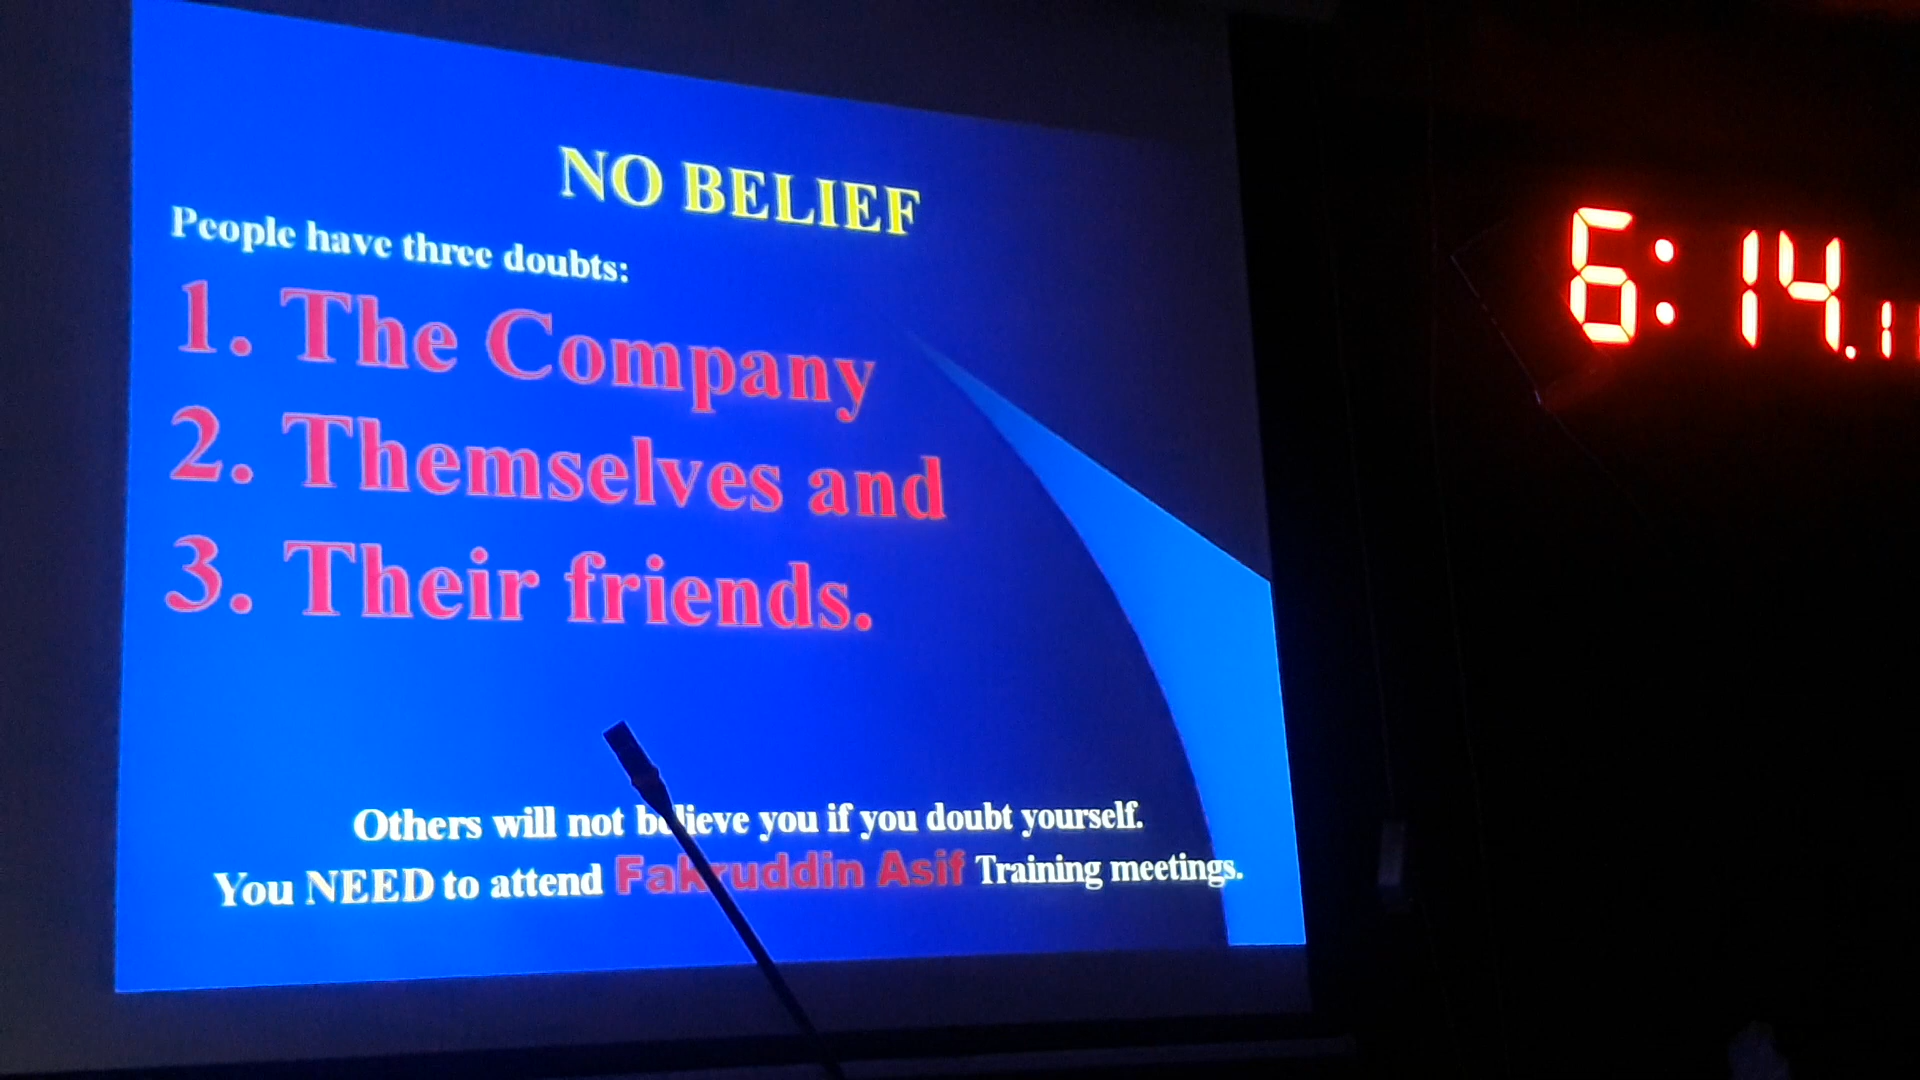 NO BELIEF
People have three doubts:
1. The Company
2. Themselves and
3. Their friends.
Others will not believe you if you doubt yourself.
You NEED to attend Fakruddin Asif Training meetings.
6:14.1